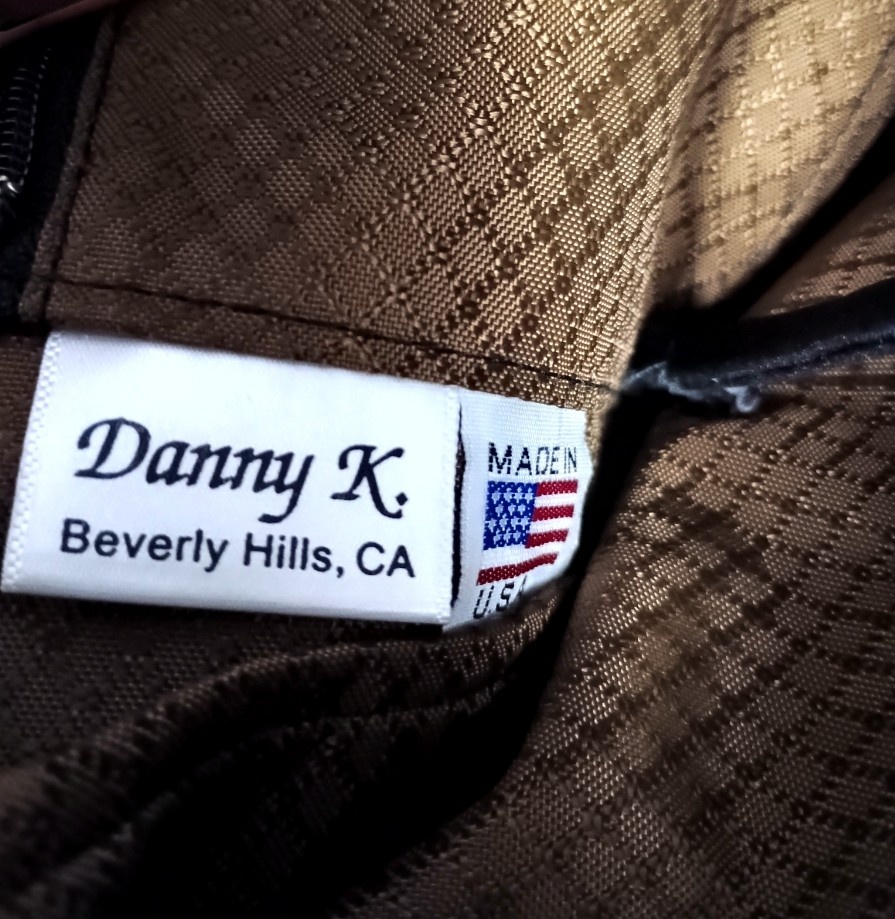 Danny K.
Beverly Hills, CA
MADE IN
U.S.A